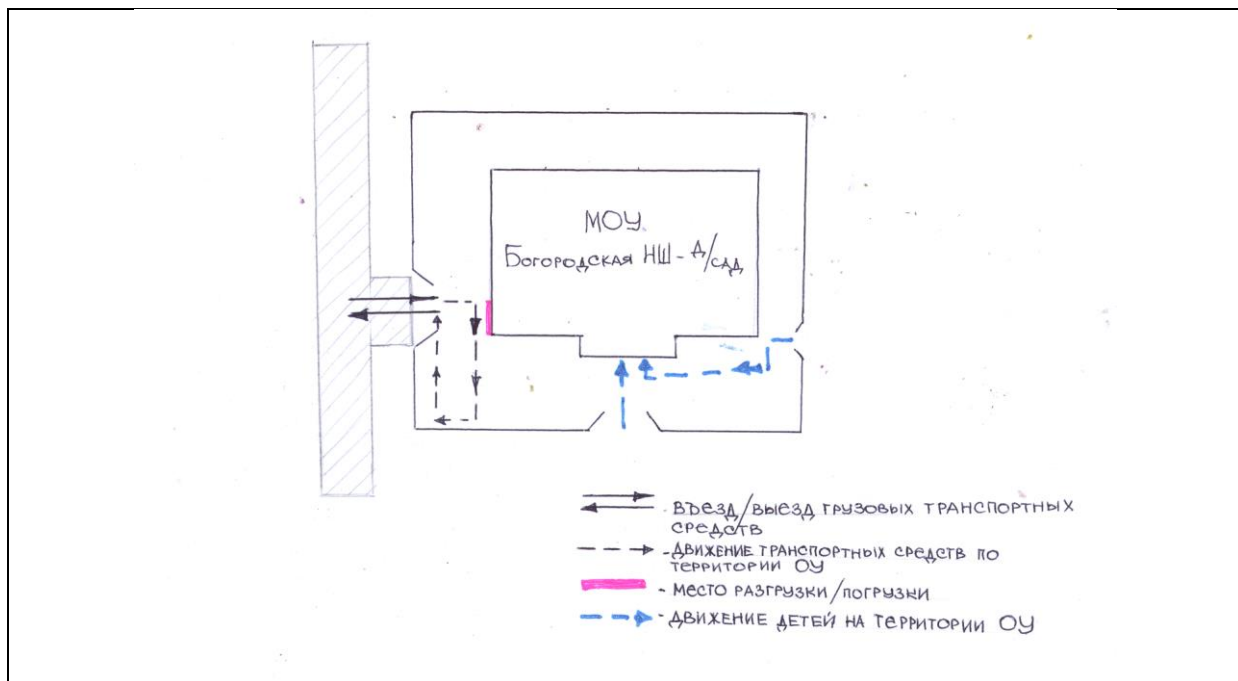 МОУ
Богородская НШ - д/сад
въезд/выезд грузовых транспортных
средств
- движение транспортных средств по
территории ОУ
- место разгрузки/погрузки
- движение детей на территории ОУ